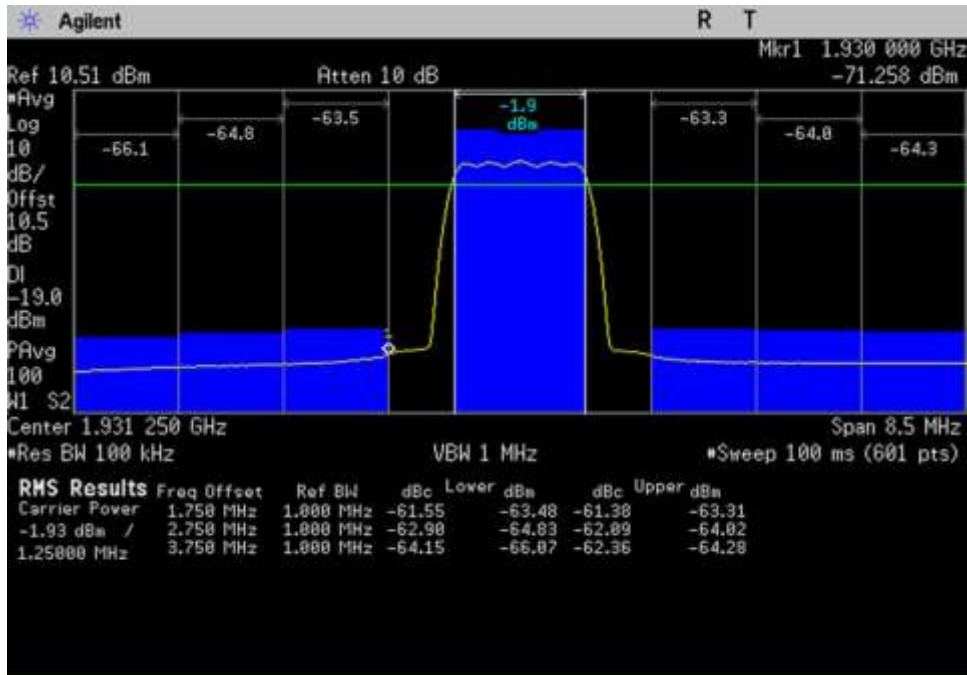 Agilent R T
Mkr1 1.930 000 GHz
Ref 10.51 dBm Atten 10 dB -71.258 dBm
#Avg
Log
10
dB/
Offst
10.5
dB
DI
-19.0
dBm
PAvg
100
W1 S2
-66.1 -64.8 -63.5 -1.9 dBm -63.3 -64.0 -64.3
Center 1.931 250 GHz Span 8.5 MHz
#Res BW 100 kHz VBW 1 MHz #Sweep 100 ms (601 pts)
RMS Results Freq Offset Ref BW dBc Lower dBm dBc Upper dBm
Carrier Power 1.750 MHz 1.000 MHz -61.55 -63.48 -61.38 -63.31
-1.93 dBm / 2.750 MHz 1.000 MHz -62.90 -64.83 -62.09 -64.02
1.25000 MHz 3.750 MHz 1.000 MHz -64.15 -66.07 -62.36 -64.28